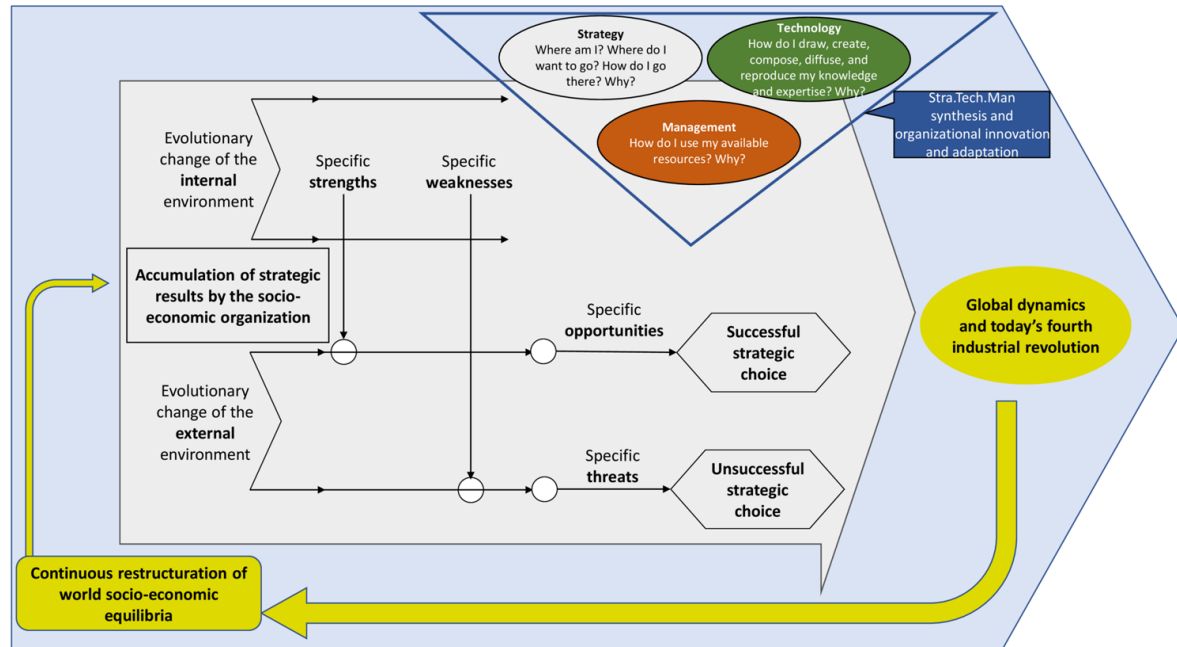 Strategy
Where am I? Where do I
want to go? How do I go
there? Why?
Technology
How do I draw, create,
compose, diffuse, and
reproduce my knowledge
and expertise? Why?
Management
How do I use my available
resources? Why?
Stra.Tech.Man
synthesis and
organizational innovation
and adaptation
Evolutionary
change of the
internal
environment
Specific
strengths
Specific
weaknesses
Accumulation of strategic
results by the socio-
economic organization
Evolutionary
change of the
external
environment
Specific
opportunities
Successful
strategic
choice
Specific
threats
Unsuccessful
strategic
choice
Global dynamics
and today's fourth
industrial revolution
Continuous restructuration of
world socio-economic
equilibria